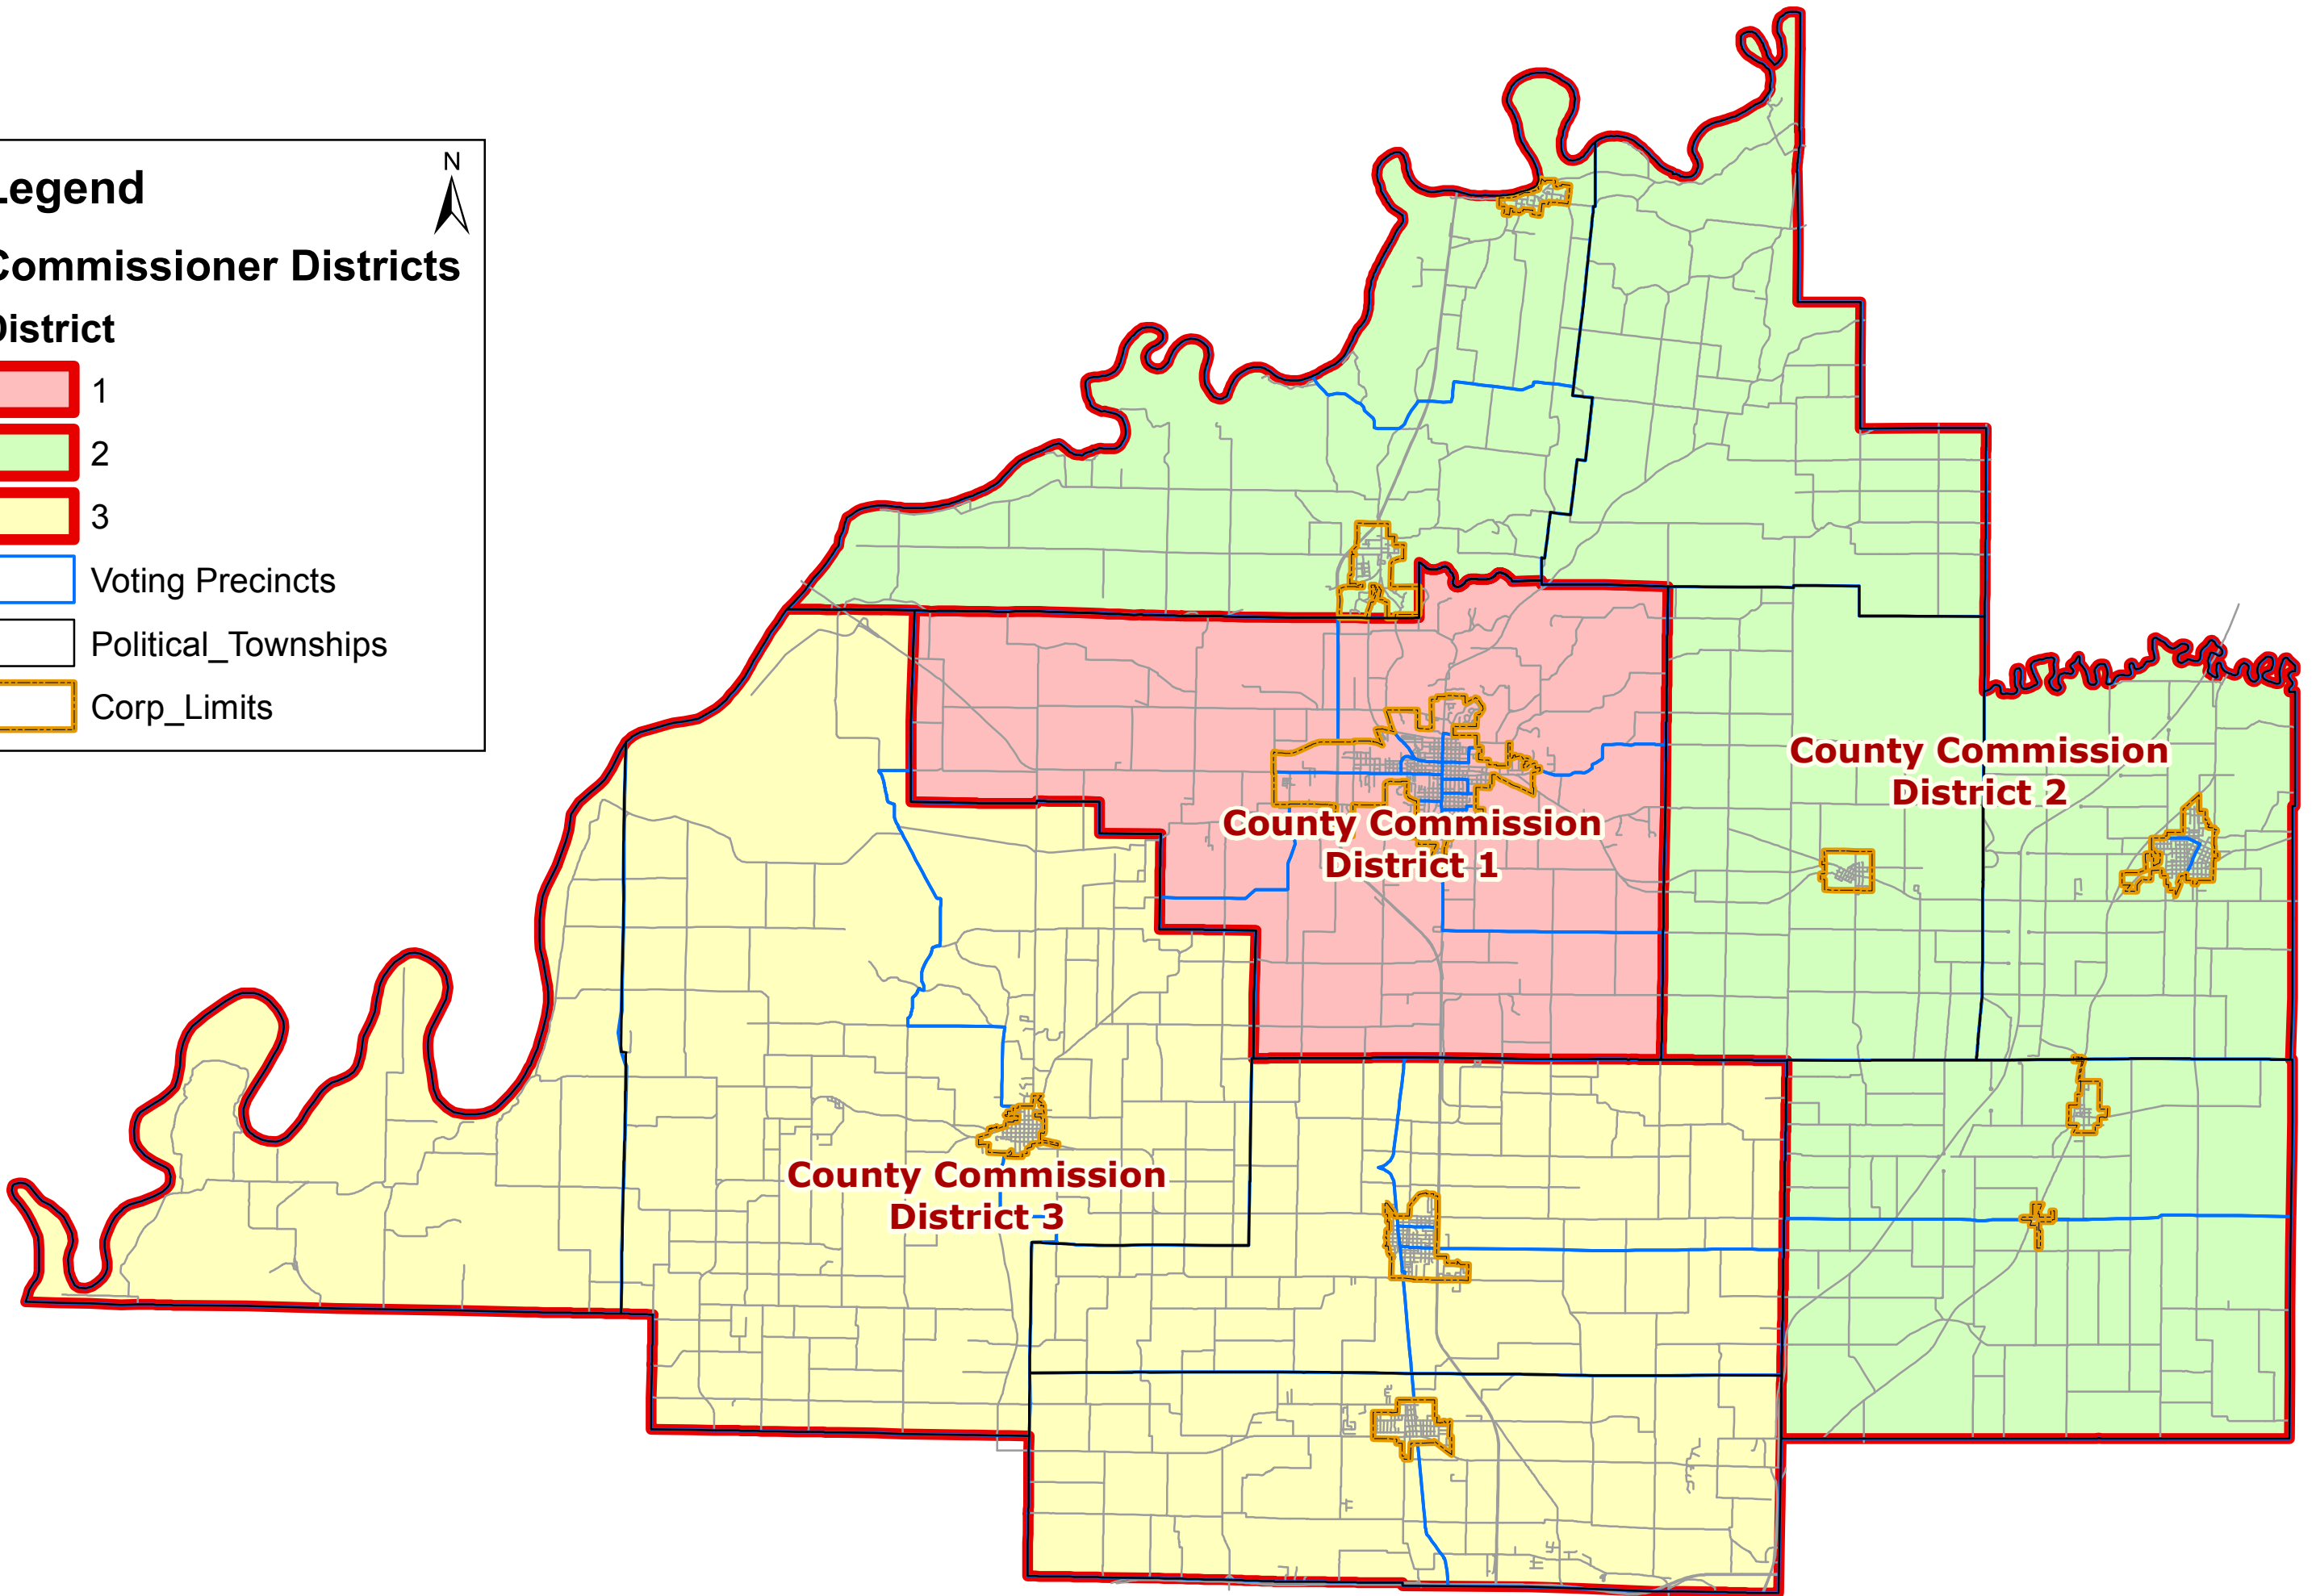 N
Legend
Commissioner Districts
District
1
2
3
Voting Precincts
Political_Townships
Corp_Limits
County Commission
District 2
County Commission
District 1
County Commission
District 3